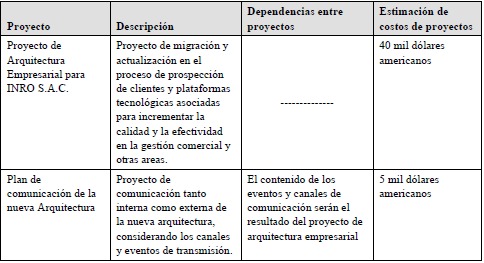 Proyecto
Descripción
Dependencias entre
proyectos
Estimación de
costos de proyectos
Proyecto de
Arquitectura
Empresarial para
INRO S.A.C.
Proyecto de migración y
actualización en el
proceso de prospección
de clientes y plataformas
tecnológicas asociadas
para incrementar la
calidad y la efectividad
en la gestión comercial y
otras areas.
--------------
40 mil dólares
americanos
Plan de
comunicación de la
nueva Arquitectura
Proyecto de
comunicación tanto
interna como externa de
la nueva arquitectura,
considerando los canales
y eventos de transmisión.
El contenido de los
eventos y canales de
comunicación serán el
resultado del proyecto de
arquitectura empresarial
5 mil dólares
americanos